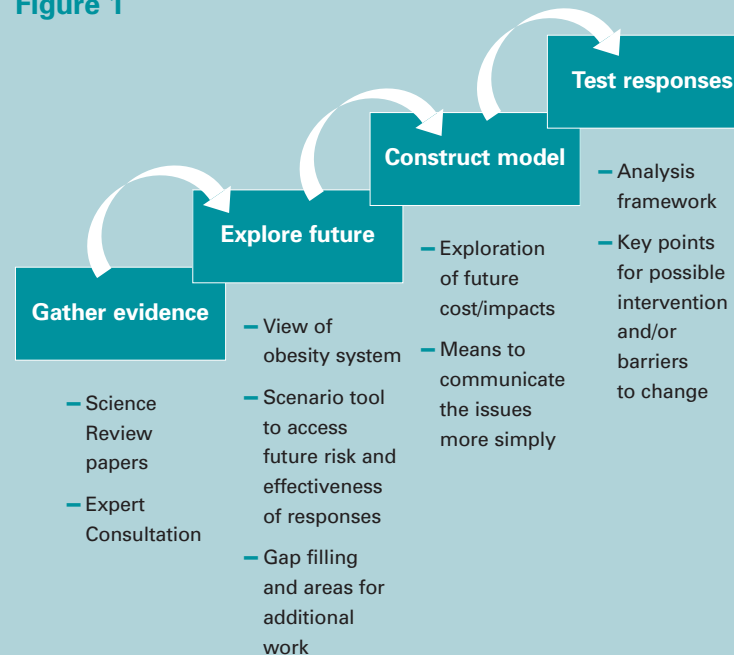 Figure 1
Gather evidence
– Science
Review
papers
– Expert
Consultation
Explore future
– View of
obesity system
– Scenario tool
to access
future risk and
effectiveness
of responses
– Gap filling
and areas for
additional
work
Construct model
– Exploration
of future
cost/impacts
– Means to
communicate
the issues
more simply
Test responses
– Analysis
framework
– Key points
for possible
intervention
and/or
barriers
to change